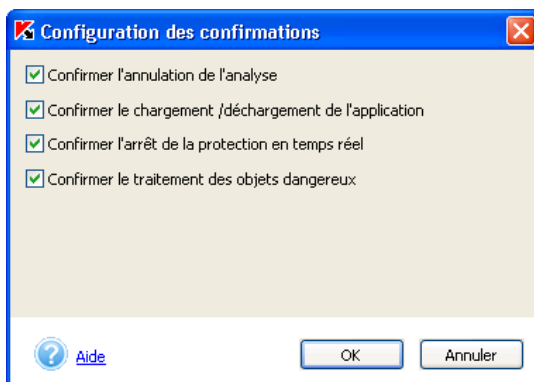 Configuration des confirmations
Confirmer l'annulation de l'analyse
Confirmer le chargement /déchargement de l'application
Confirmer l'arrêt de la protection en temps réel
Confirmer le traitement des objets dangereux
Aide
OK
Annuler